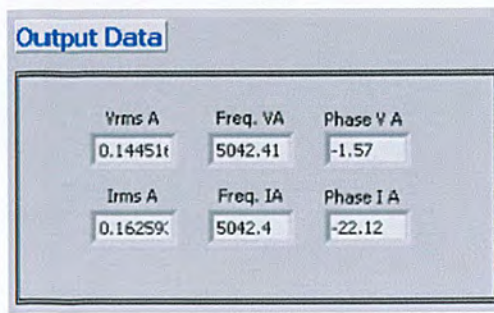 Output Data
Vrms A Freq. VA Phase V A
5042.41 -1.57
Irms A Freq. IA Phase I A
5042.4 -22.12